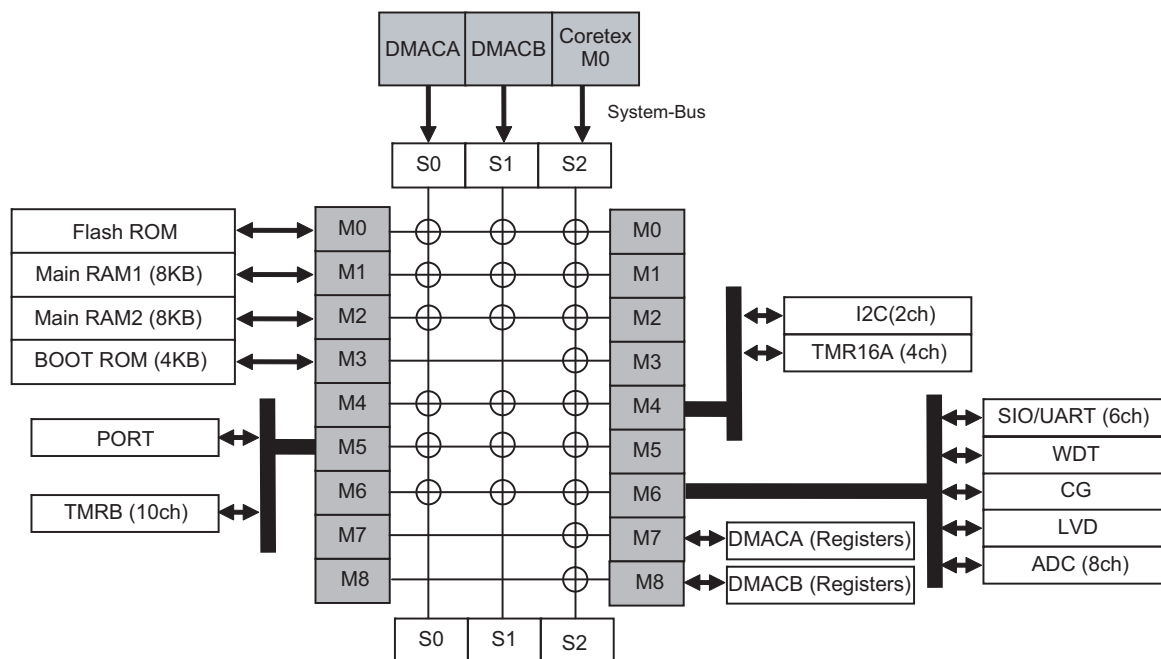 DMACA
DMACB
Coretex
M0
System-Bus
S0
S1
S2
Flash ROM
Main RAM1 (8KB)
Main RAM2 (8KB)
BOOT ROM (4KB)
PORT
TMRB (10ch)
M0
M1
M2
M3
M4
M5
M6
M7
M8
M0
M1
M2
M3
M4
M5
M6
M7
M8
I2C(2ch)
TMR16A (4ch)
SIO/UART (6ch)
WDT
CG
LVD
ADC (8ch)
DMACA (Registers)
DMACB (Registers)
S0
S1
S2